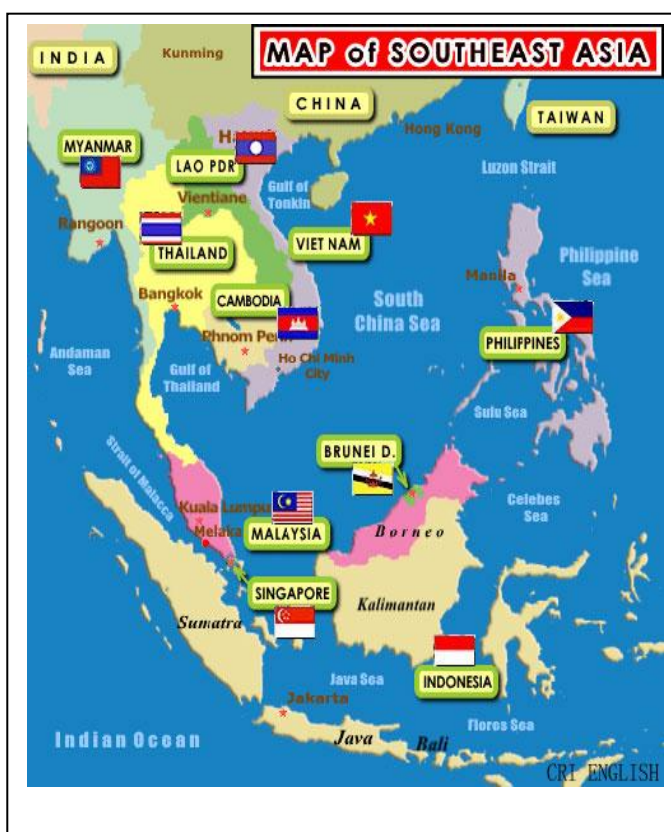 MAP of SOUTHEAST ASIA
INDIA
Kunming
CHINA
TAIWAN
Hong Kong
MYANMAR
LAO PDR
Luzon Strait
Gulf of
Tonkin
Vientiane
Rangoon
THAILAND
VIET NAM
Philippine
Sea
Manila
Bangkok
CAMBODIA
South
China Sea
PHILIPPINES
Phnom Pen
Andaman
Sea
Gulf of
Thailand
Ho Chi Minh
City
Sulu Sea
Strait of Malacca
BRUNEI D.
Celebes
Sea
Kuala Lumpu
Melaka
MALAYSIA
Borneo
SINGAPORE
Kalimantan
Sumatra
INDONESIA
Java Sea
Jakarta
Flores Sea
Indian Ocean
Java
Bali
CRI ENGLISH